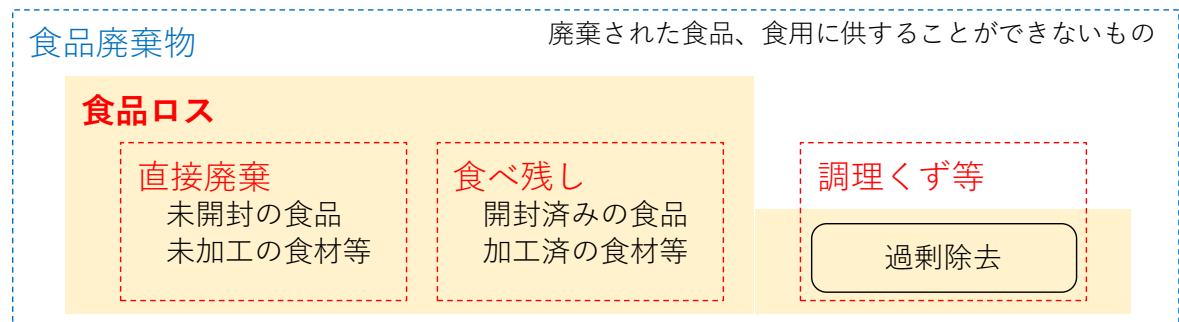 食品廃棄物
廃棄された食品、食用に供することができないもの
食品ロス
直接廃棄
未開封の食品
未加工の食材等
食べ残し
開封済みの食品
加工済の食材等
調理くず等
過剰除去